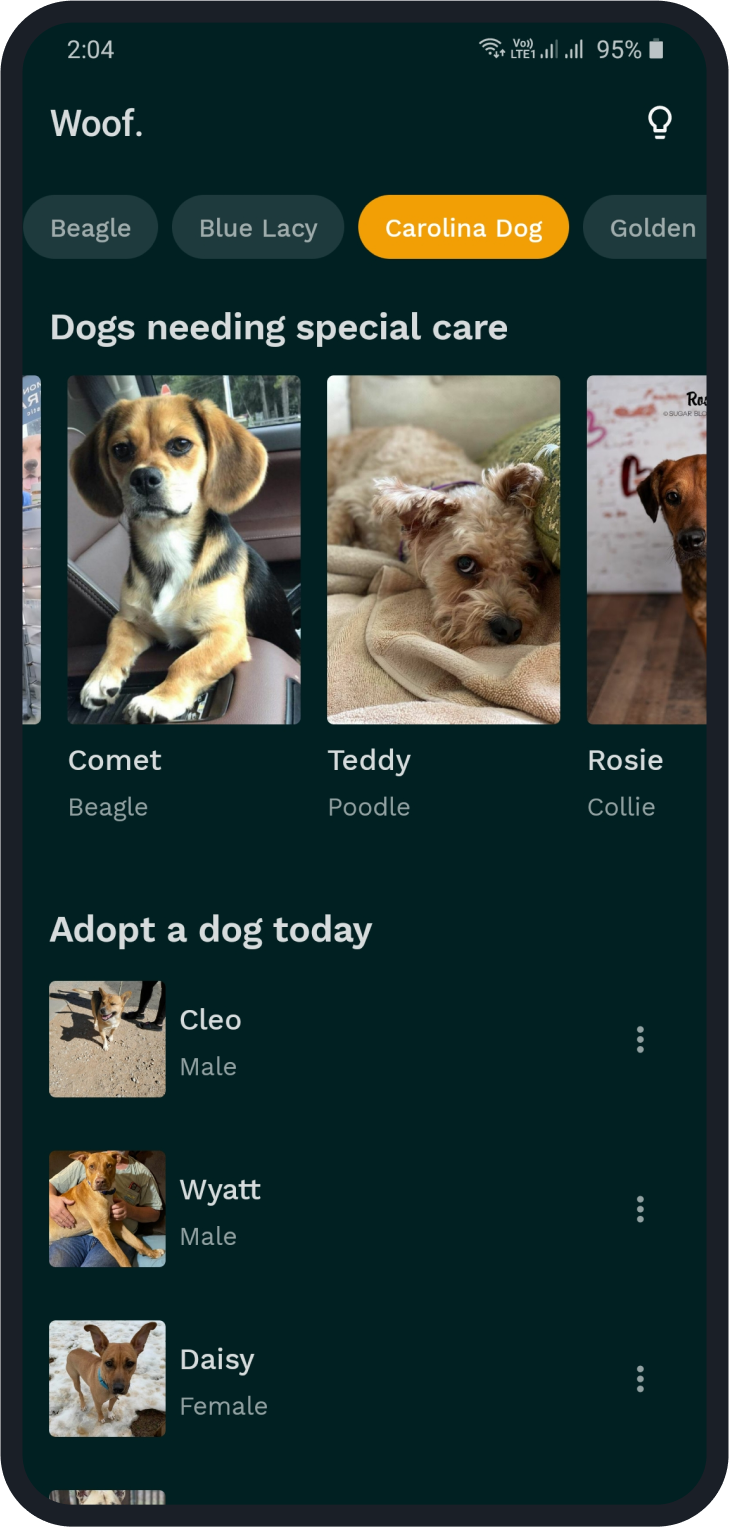 2:04
Vo))
LTE1
95%
Woof.
Beagle
Blue Lacy
Carolina Dog
Golden
Dogs needing special care
Comet
Beagle
Teddy
Poodle
Rosie
Collie
Adopt a dog today
Cleo
Male
Wyatt
Male
Daisy
Female